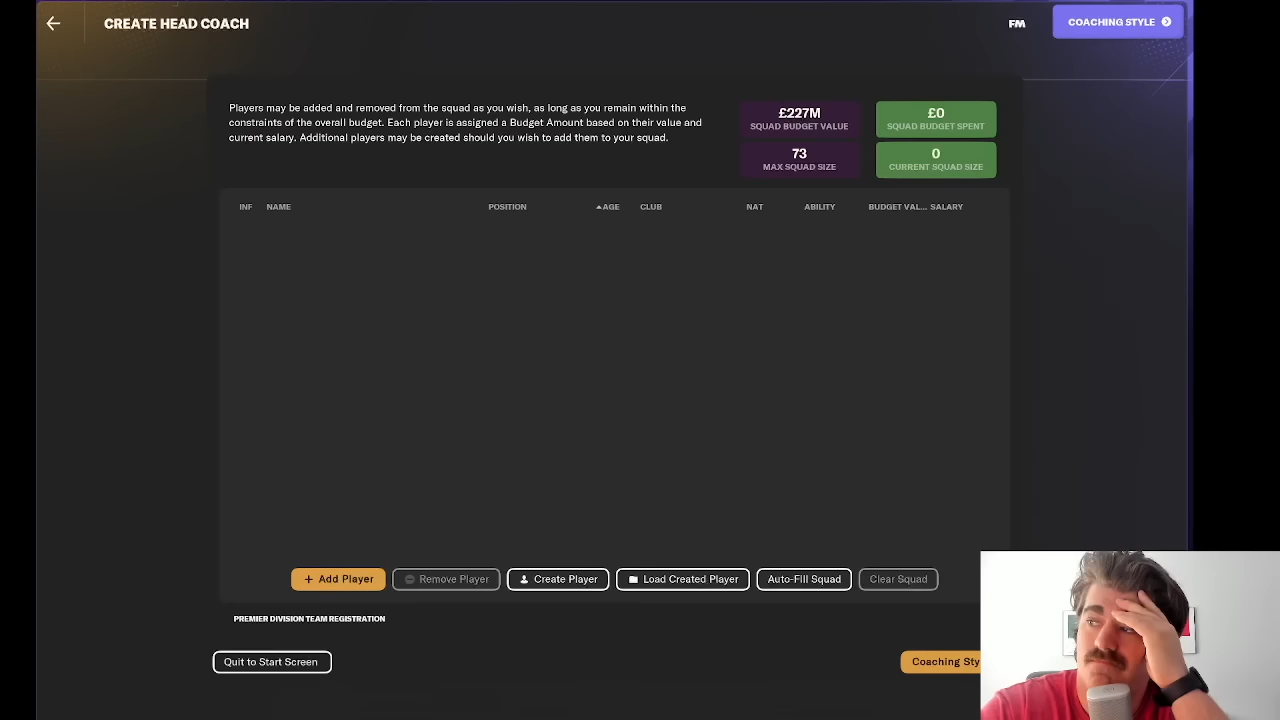 CREATE HEAD COACH
FM
COACHING STYLE
Players may be added and removed from the squad as you wish, as long as you remain within the
constraints of the overall budget. Each player is assigned a Budget Amount based on their value and
current salary. Additional players may be created should you wish to add them to your squad.
£227M
SQUAD BUDGET VALUE
£0
SQUAD BUDGET SPENT
73
MAX SQUAD SIZE
0
CURRENT SQUAD SIZE
INF NAME POSITION AGE CLUB NAT ABILITY BUDGET VAL... SALARY
+ Add Player Remove Player Create Player Load Created Player Auto-Fill Squad Clear Squad
PREMIER DIVISION TEAM REGISTRATION
Quit to Start Screen
Coaching Sty